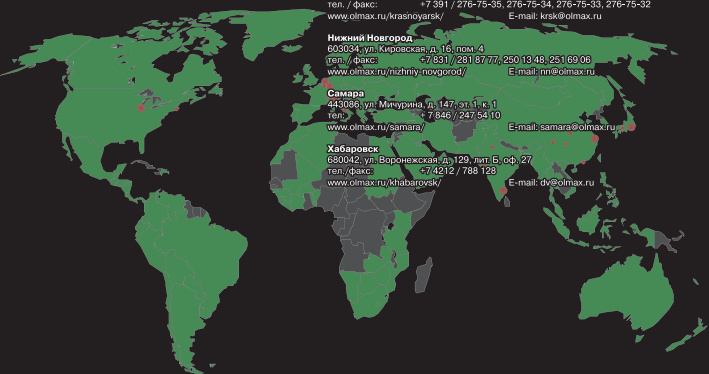 тел. / факс: +7 391 / 276-75-35, 276-75-34, 276-75-33, 276-75-32
www.olmax.ru/krasnoyarsk/ E-mail: krsk@olmax.ru
Нижний Новгород
603034, ул. Кировская, д. 16, пом. 4
тел. / факс: +7 831 / 281 87 77, 250 13 48, 251 69 06
www.olmax.ru/nizhniy-novgorod/ E-mail: nn@olmax.ru
Самара
443086, ул. Мичурина, д. 147, эт. 1, к. 1
тел: +7 846 / 247 54 10
www.olmax.ru/samara/ E-mail: samara@olmax.ru
Хабаровск
680042, ул. Воронежская, д. 129, лит. Б, оф. 27
тел./факс: +7 4212 / 788 128
www.olmax.ru/khabarovsk/ E-mail: dv@olmax.ru